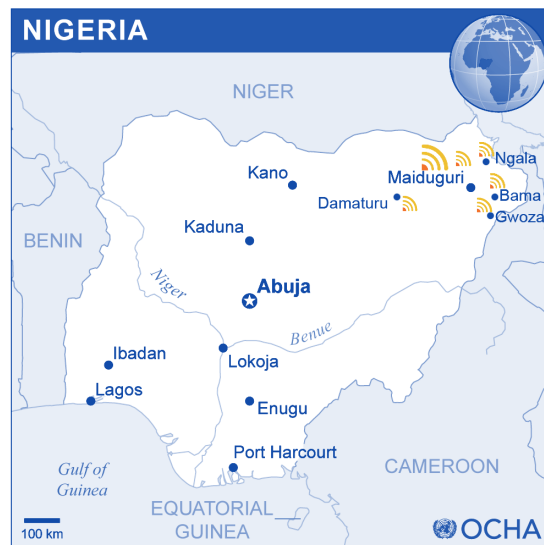 NIGERIA
NIGER
Ngala
Kano
Maiduguri
Damaturu
Bama
Gwoza
Kaduna
BENIN
Niger
Abuja
Benue
Ibadan
Lokoja
Lagos
Enugu
Port Harcourt
Gulf of
Guinea
CAMEROON
EQUATORIAL
GUINEA
100 km
OCHA